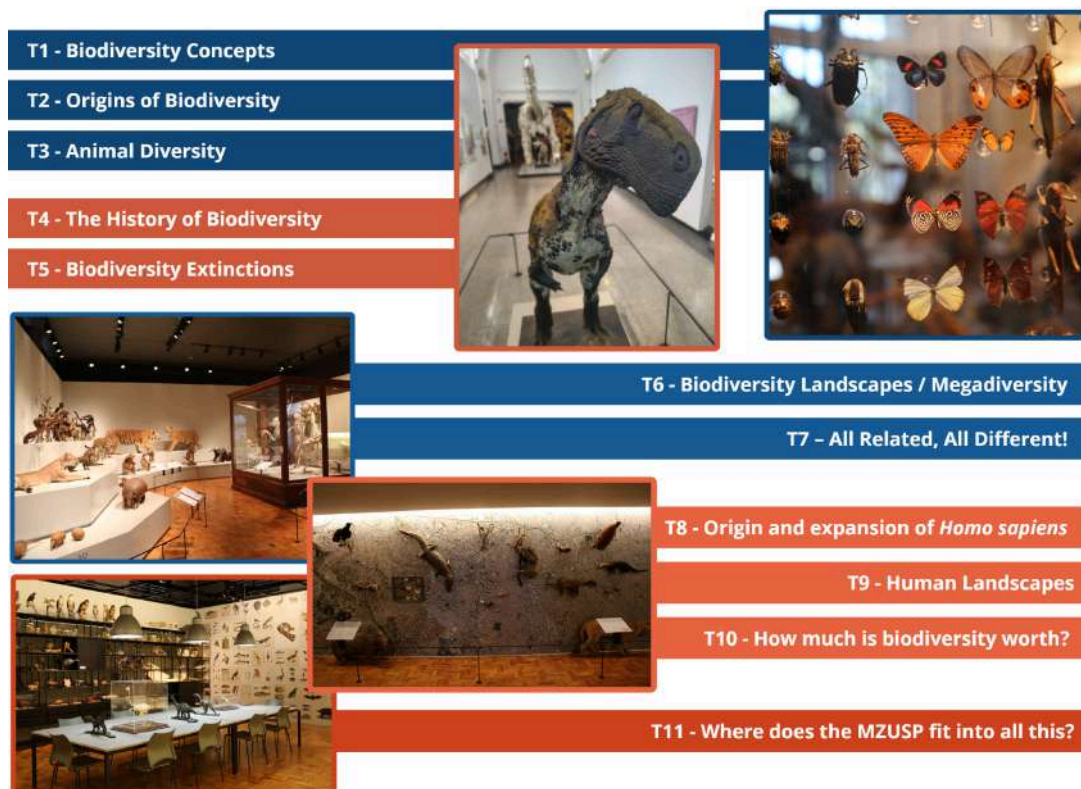 T1 - Biodiversity Concepts
T2 - Origins of Biodiversity
T3 - Animal Diversity
T4 - The History of Biodiversity
T5 - Biodiversity Extinctions
T6 - Biodiversity Landscapes / Megadiversity
T7 – All Related, All Different!
T8 - Origin and expansion of Homo sapiens
T9 - Human Landscapes
T10 - How much is biodiversity worth?
T11 - Where does the MZUSP fit into all this?